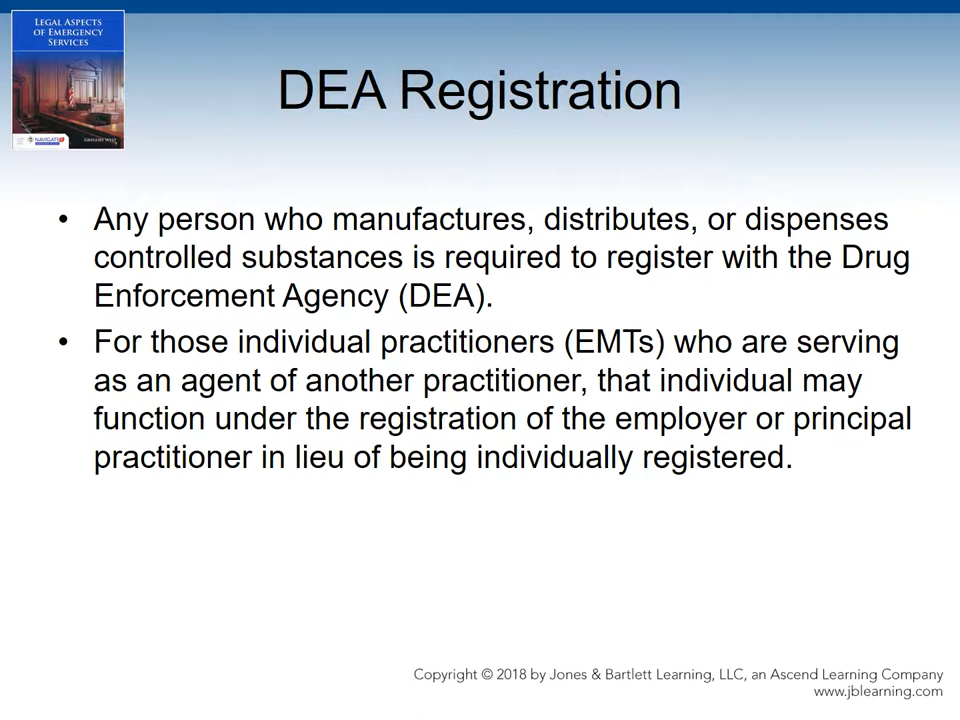 LEGAL ASPECTS
OF EMERGENCY
SERVICES
NAVIGATE
GREGORY WEST
DEA Registration
• Any person who manufactures, distributes, or dispenses
controlled substances is required to register with the Drug
Enforcement Agency (DEA).
• For those individual practitioners (EMTs) who are serving
as an agent of another practitioner, that individual may
function under the registration of the employer or principal
practitioner in lieu of being individually registered.
Copyright © 2018 by Jones & Bartlett Learning, LLC, an Ascend Learning Company
www.jblearning.com